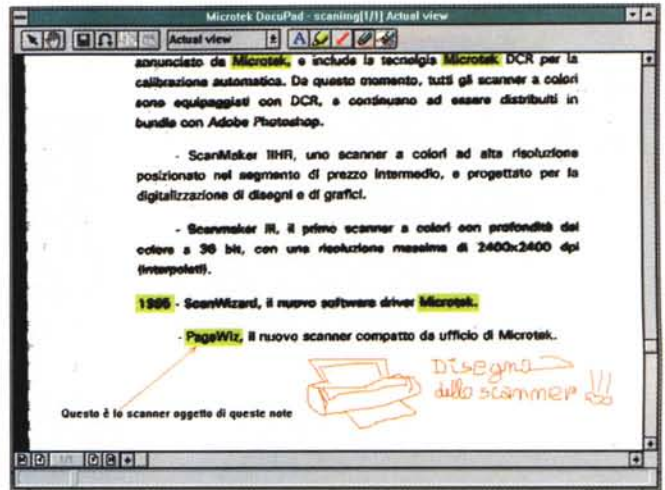 Microtek DocuPad - scanimg[1/1] Actual view
Actual view
annunciato da Microtek, e include la tecnolgia Microtek DCR per la
calibrazione automatica. Da questo momento, tutti gli scanner a colori
sono equipaggiati con DCR, e continuano ad essere distribuiti in
bundle con Adobe Photoshop.
- ScanMaker IIHR, uno scanner a colori ad alta risoluzione
posizionato nel segmento di prezzo intermedio, e progettato per la
digitalizzazione di disegni e di grafici.
- Scanmaker III, il primo scanner a colori con profondità del
colore a 36 bit, con una risoluzione massima di 2400x2400 dpi
(interpolati).
1995 - ScanWizard, il nuovo software driver Microtek.
- PageWiz, il nuovo scanner compatto da ufficio di Microtek.
Disegno
dello scanner !!!
Questo è lo scanner oggetto di queste note
1/1